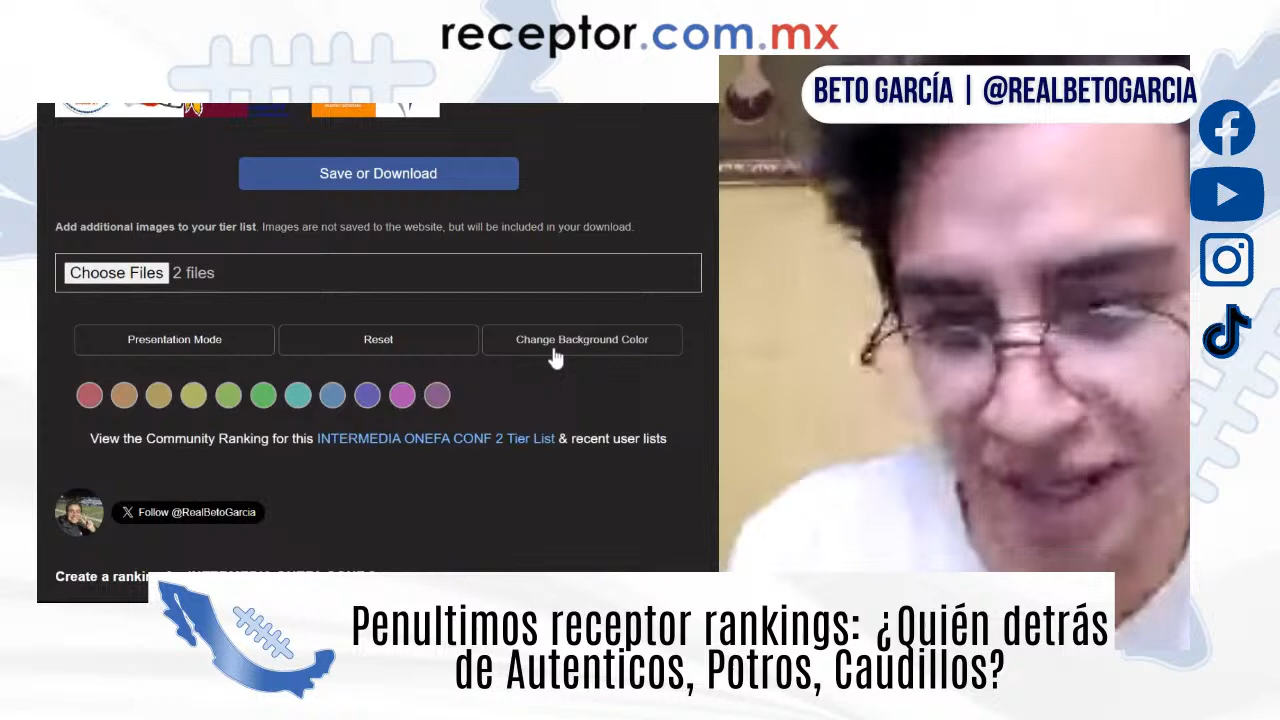 receptor.com.mx
BETO GARCÍA | @REALBETOGARCIA
Save or Download
Add additional images to your tier list. Images are not saved to the website, but will be included in your download.
Choose Files 2 files
Presentation Mode
Reset
Change Background Color
View the Community Ranking for this INTERMEDIA ONEFA CONF 2 Tier List & recent user lists
Follow @RealBetoGarcia
Create a ranking
Penultimos receptor rankings: ¿Quién detrás
de Autenticos, Potros, Caudillos?